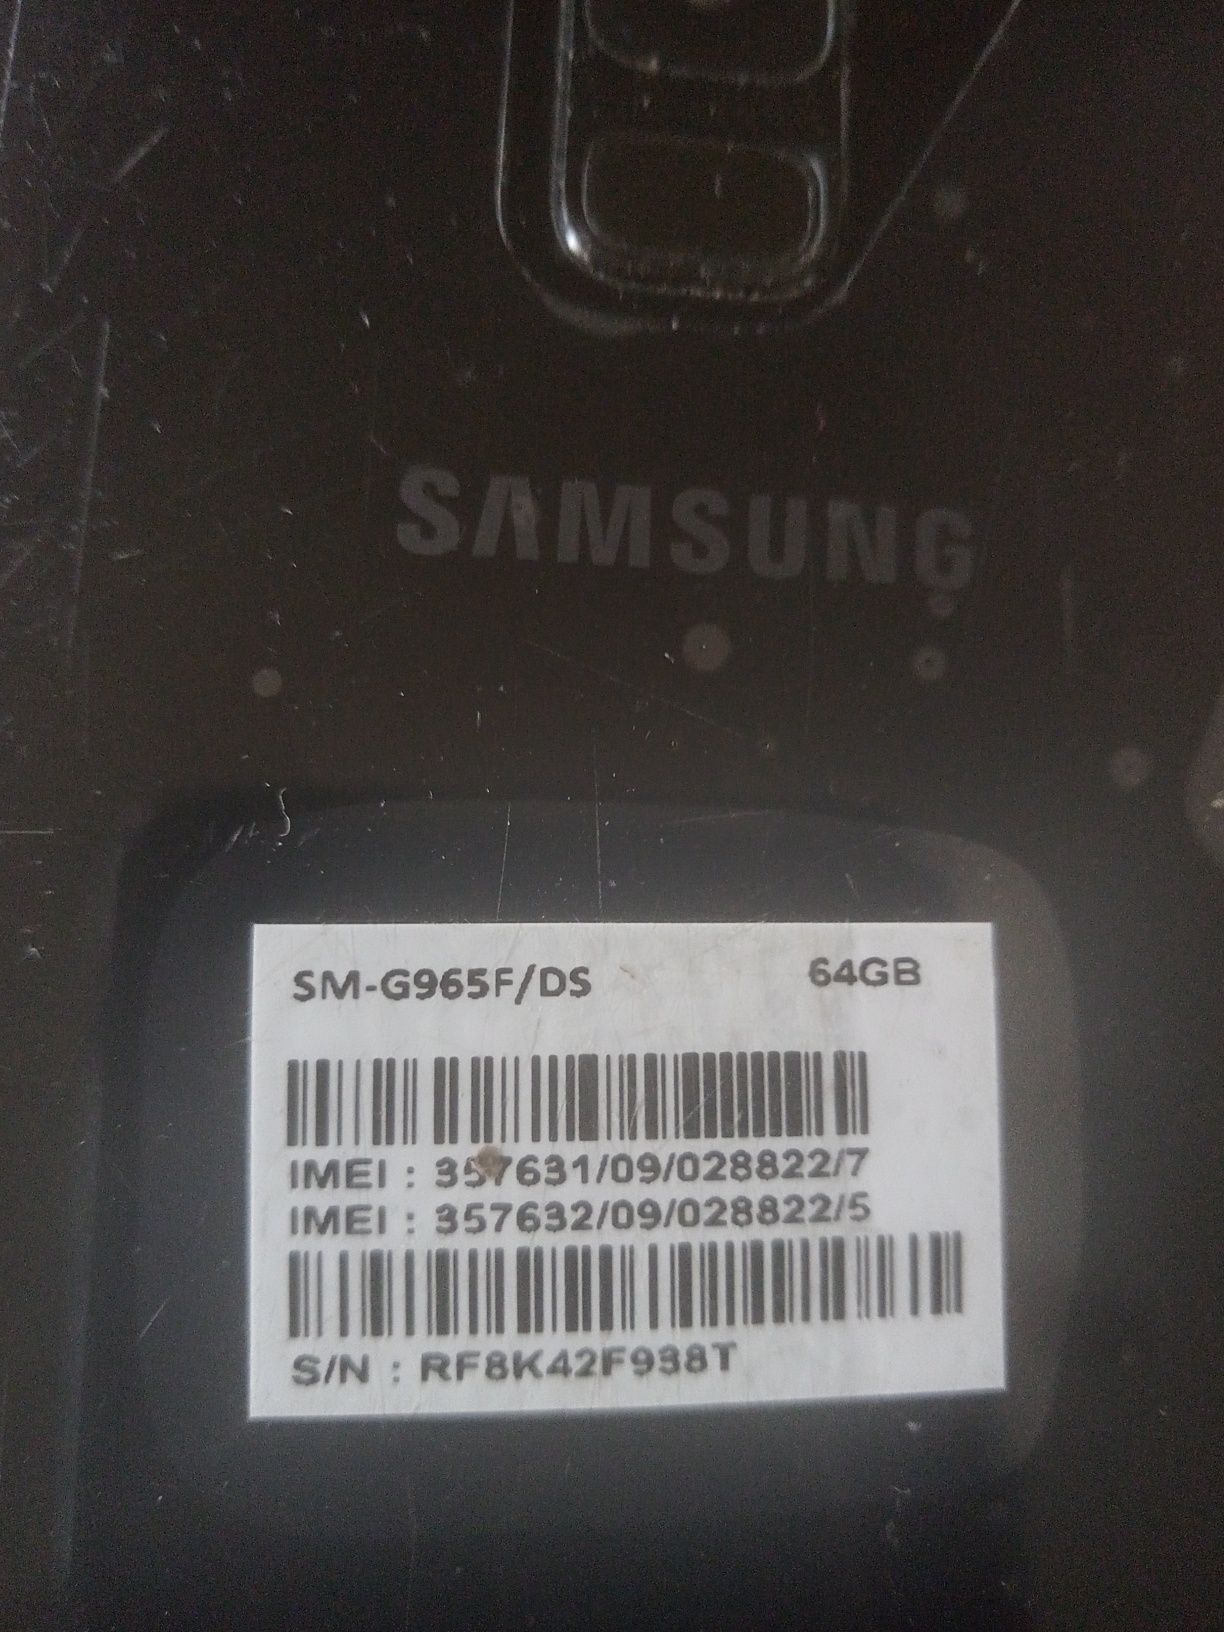 SAMSUNG
SM-G965F/DS 64GB
IMEI : 357631/09/028822/7
IMEI : 357632/09/028822/5
S/N : RF8K42F938T